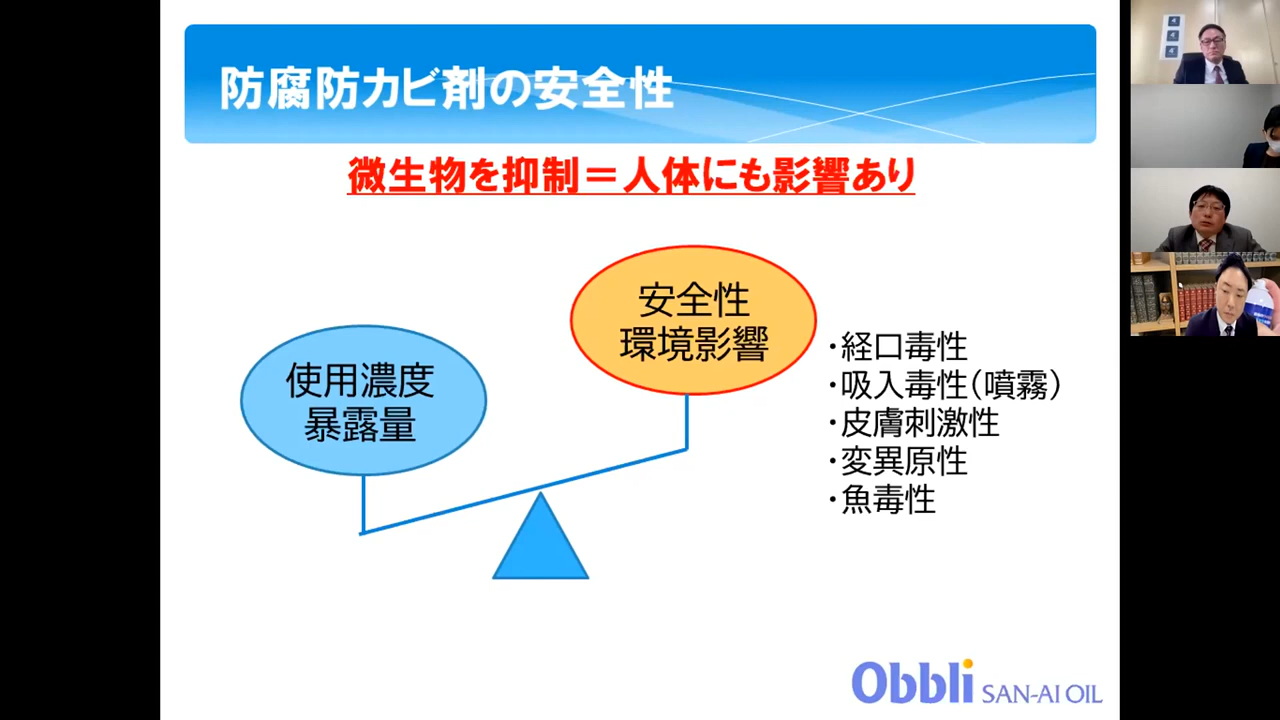 防腐防カビ剤の安全性
微生物を抑制＝人体にも影響あり
使用濃度
暴露量
安全性
環境影響
・経口毒性
・吸入毒性（噴霧）
・皮膚刺激性
・変異原性
・魚毒性
Obbli SAN-AI OIL